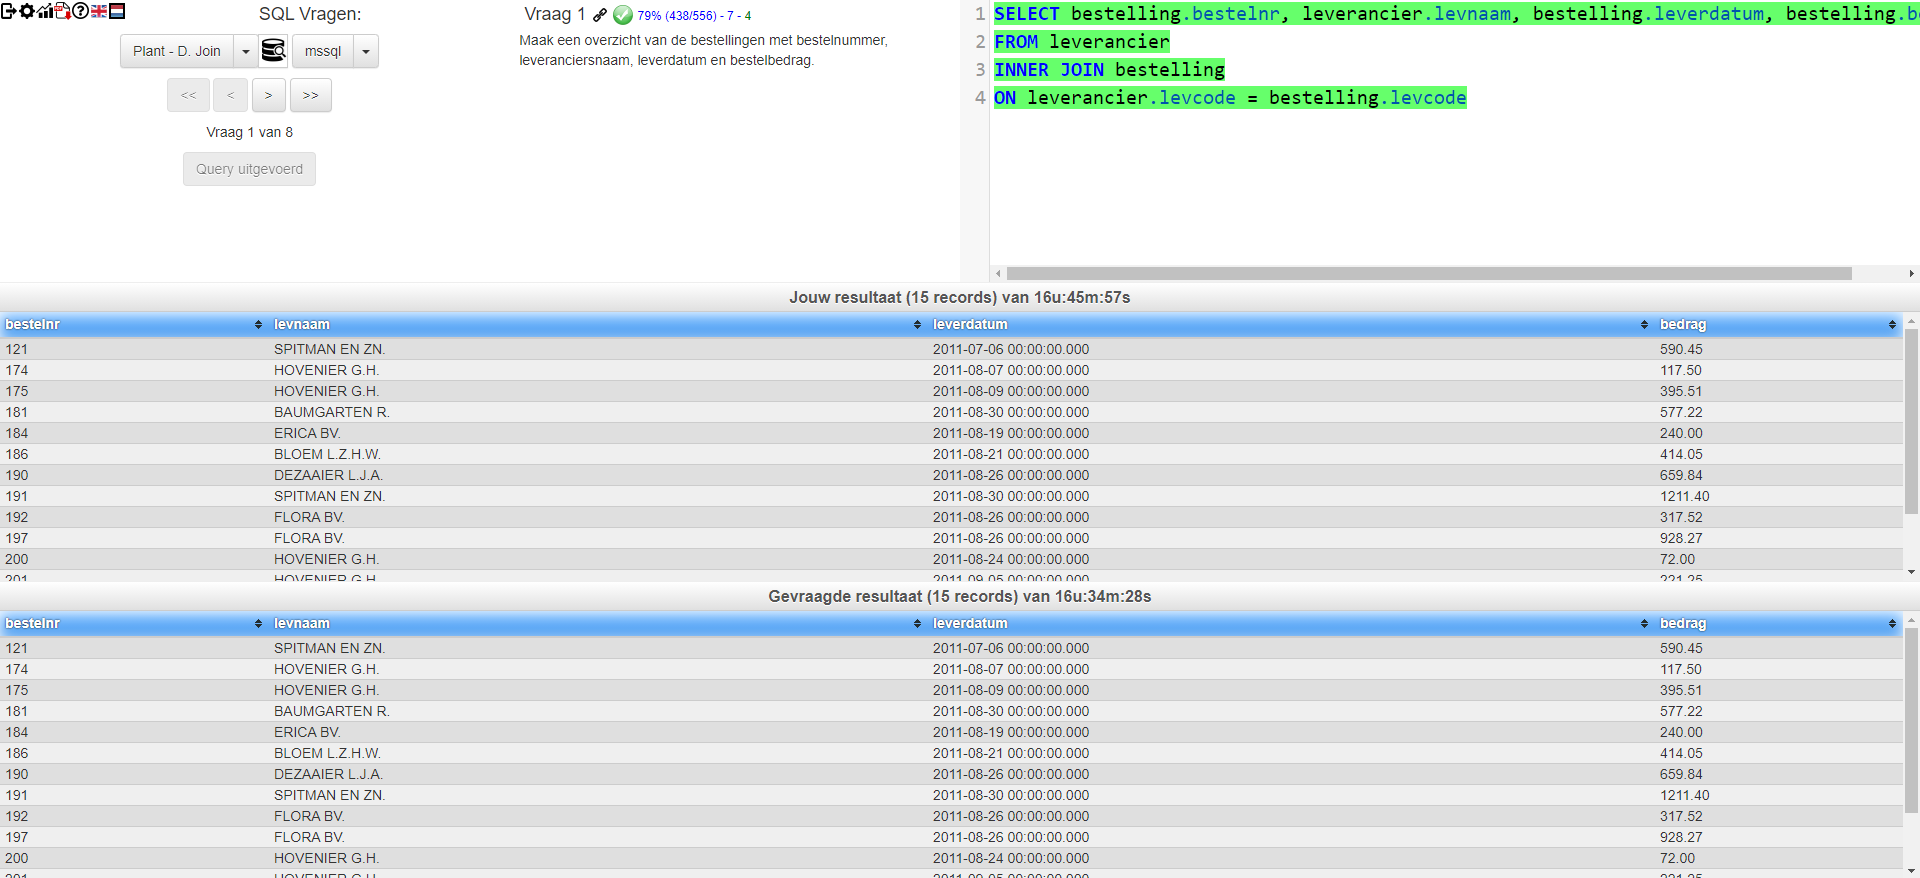 SQL Vragen:
Plant - D. Join
mssql
<<
<
>
>>
Vraag 1 van 8
Query uitgevoerd
Vraag 1 79% (438/556) - 7 - 4
Maak een overzicht van de bestellingen met bestelnummer,
leveranciersnaam, leverdatum en bestelbedrag.
1 SELECT bestelling.bestelnr, leverancier.levnaam, bestelling.leverdatum, bestelling.b
2 FROM leverancier
3 INNER JOIN bestelling
4 ON leverancier.levcode = bestelling.levcode
Jouw resultaat (15 records) van 16u:45m:57s
bestelnr levnaam leverdatum bedrag
121 SPITMAN EN ZN. 2011-07-06 00:00:00.000 590.45
174 HOVENIER G.H. 2011-08-07 00:00:00.000 117.50
175 HOVENIER G.H. 2011-08-09 00:00:00.000 395.51
181 BAUMGARTEN R. 2011-08-30 00:00:00.000 577.22
184 ERICA BV. 2011-08-19 00:00:00.000 240.00
186 BLOEM L.Z.H.W. 2011-08-21 00:00:00.000 414.05
190 DEZAAIER L.J.A. 2011-08-26 00:00:00.000 659.84
191 SPITMAN EN ZN. 2011-08-30 00:00:00.000 1211.40
192 FLORA BV. 2011-08-26 00:00:00.000 317.52
197 FLORA BV. 2011-08-26 00:00:00.000 928.27
200 HOVENIER G.H. 2011-08-24 00:00:00.000 72.00
201 HOVENIER G.H. 2011-09-05 00:00:00.000 221.25
Gevraagde resultaat (15 records) van 16u:34m:28s
bestelnr levnaam leverdatum bedrag
121 SPITMAN EN ZN. 2011-07-06 00:00:00.000 590.45
174 HOVENIER G.H. 2011-08-07 00:00:00.000 117.50
175 HOVENIER G.H. 2011-08-09 00:00:00.000 395.51
181 BAUMGARTEN R. 2011-08-30 00:00:00.000 577.22
184 ERICA BV. 2011-08-19 00:00:00.000 240.00
186 BLOEM L.Z.H.W. 2011-08-21 00:00:00.000 414.05
190 DEZAAIER L.J.A. 2011-08-26 00:00:00.000 659.84
191 SPITMAN EN ZN. 2011-08-30 00:00:00.000 1211.40
192 FLORA BV. 2011-08-26 00:00:00.000 317.52
197 FLORA BV. 2011-08-26 00:00:00.000 928.27
200 HOVENIER G.H. 2011-08-24 00:00:00.000 72.00